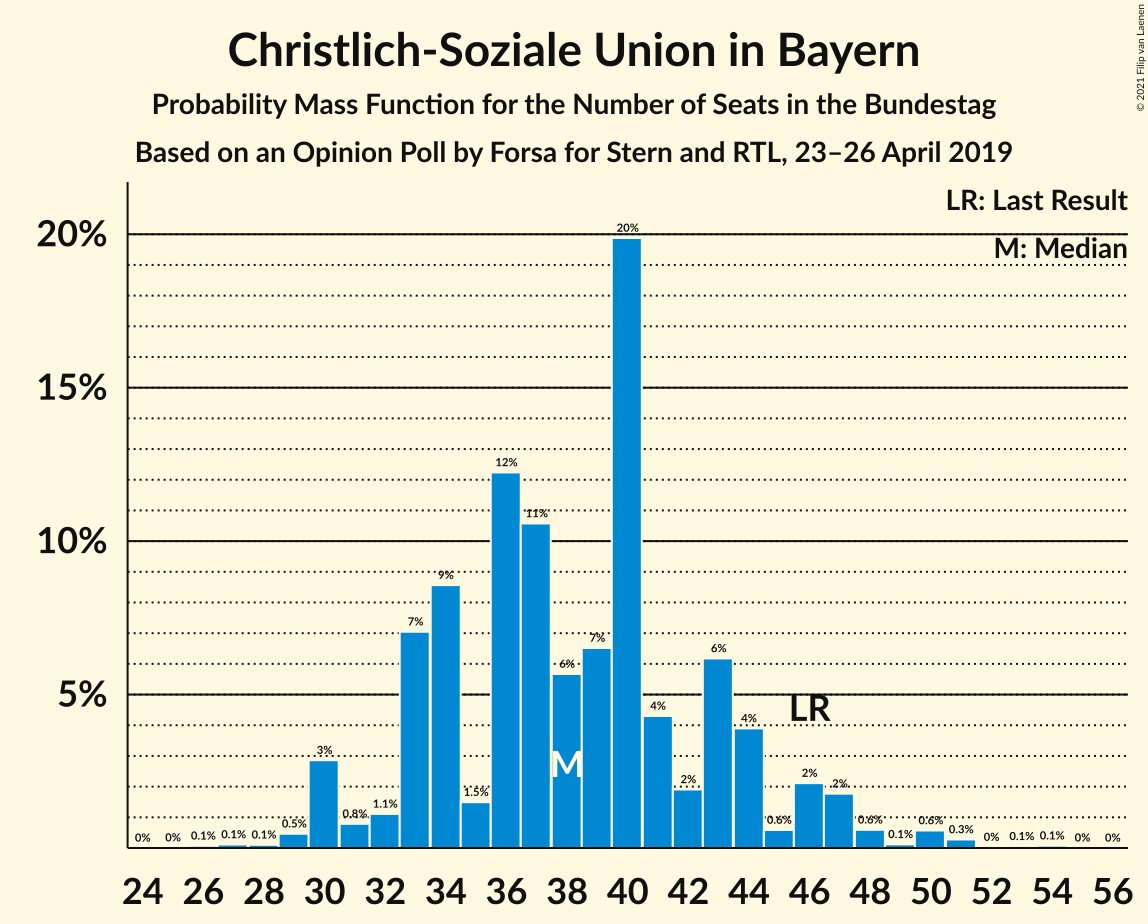 Christlich-Soziale Union in Bayern
Probability Mass Function for the Number of Seats in the Bundestag
Based on an Opinion Poll by Forsa for Stern and RTL, 23–26 April 2019
© 2021 Filip van Laenen
LR: Last Result
M: Median
20%
15%
10%
5%
0% 0% 0.1% 0.1% 0.1% 0.5% 3% 0.8% 1.1% 7% 9% 1.5% 12% 11% 6% 7% 20% 4% 2% 6% 4% 0.6% 2% 2% 0.6% 0.1% 0.6% 0.3% 0% 0.1% 0.1% 0% 0%
M
LR
24 26 28 30 32 34 36 38 40 42 44 46 48 50 52 54 56